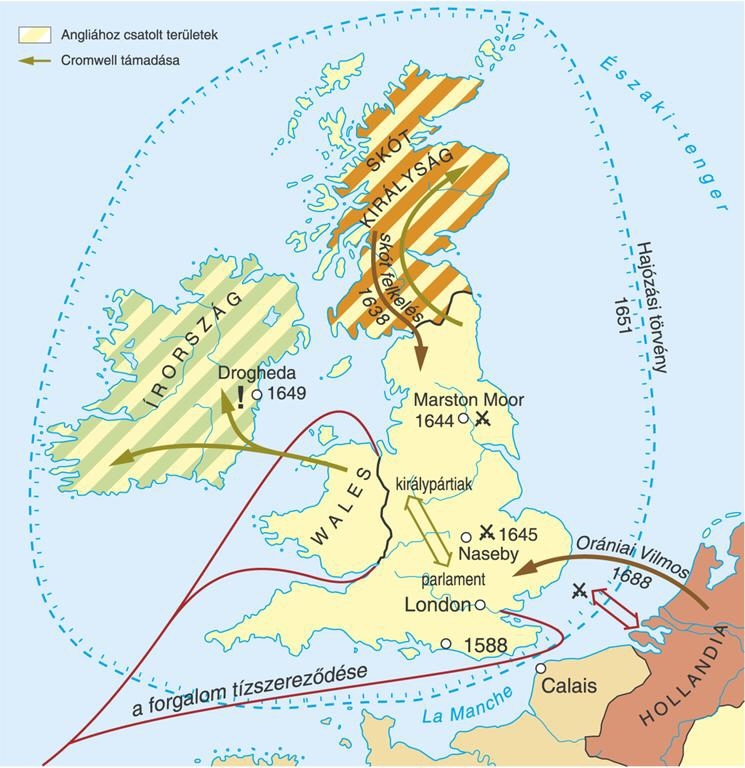 Angliához csatolt területek
Cromwell támadása
Északi-tenger
SKÓT
KIRÁLYSÁG
skót felkelés
1638
Hajózási törvény
1651
ÍRORSZÁG
Drogheda
! 1649
Marston Moor
1644
WALES
királypártiak
1645
Naseby
parlament
London
Orániai Vilmos
1688
1588
HOLLANDIA
a forgalom tízszereződése
Calais
La Manche